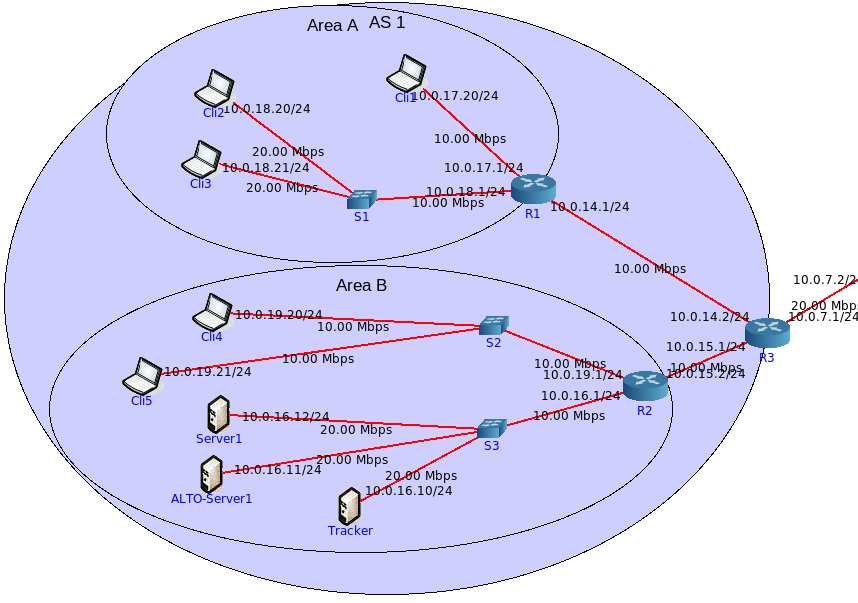 Area A
AS 1
Cli2
10.0.18.20/24
Cli1
10.0.17.20/24
20.00 Mbps
10.00 Mbps
Cli3
10.0.18.21/24
20.00 Mbps
10.0.17.1/24
10.0.18.1/24
10.00 Mbps
S1
R1
10.0.14.1/24
10.00 Mbps
10.0.7.2/2
20.00 Mbps
10.0.14.2/24
10.0.7.1/24
R3
10.0.15.1/24
10.00 Mbps
10.0.15.2/24
Area B
Cli4
10.0.19.20/24
10.00 Mbps
S2
10.00 Mbps
Cli5
10.0.19.21/24
10.00 Mbps
10.0.19.1/24
10.0.16.1/24
R2
10.00 Mbps
Server1
10.0.16.12/24
20.00 Mbps
S3
ALTO-Server1
10.0.16.11/24
20.00 Mbps
20.00 Mbps
10.0.16.10/24
Tracker